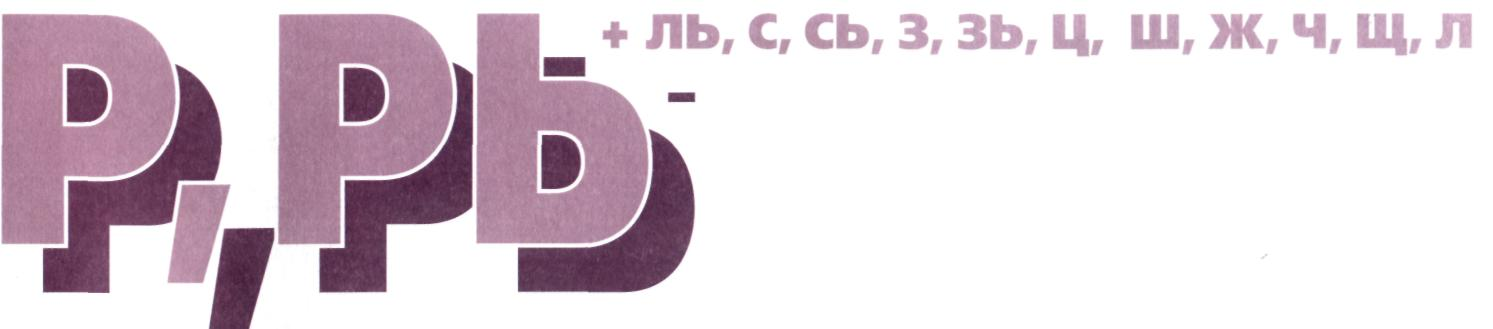 Р, РЬ + ЛЬ, С, СЬ, З, ЗЬ, Ц, Ш, Ж, Ч, Щ, Л
-